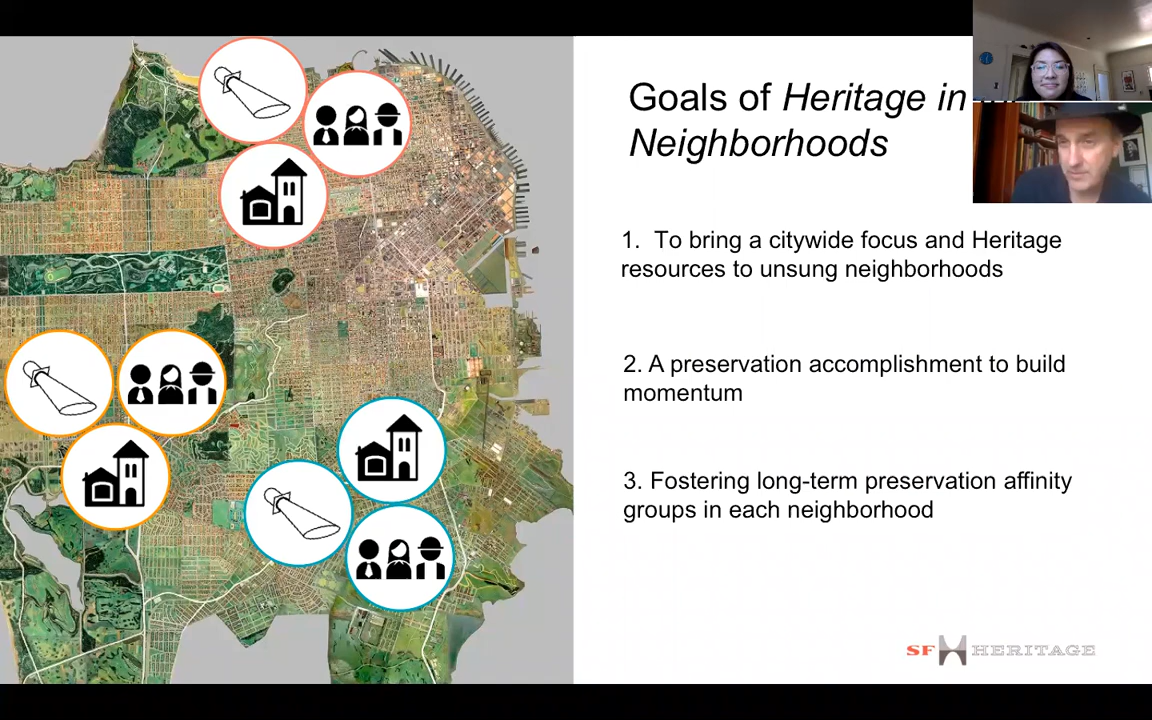 Goals of Heritage in
Neighborhoods
1. To bring a citywide focus and Heritage
resources to unsung neighborhoods
2. A preservation accomplishment to build
momentum
3. Fostering long-term preservation affinity
groups in each neighborhood
SF HERITAGE